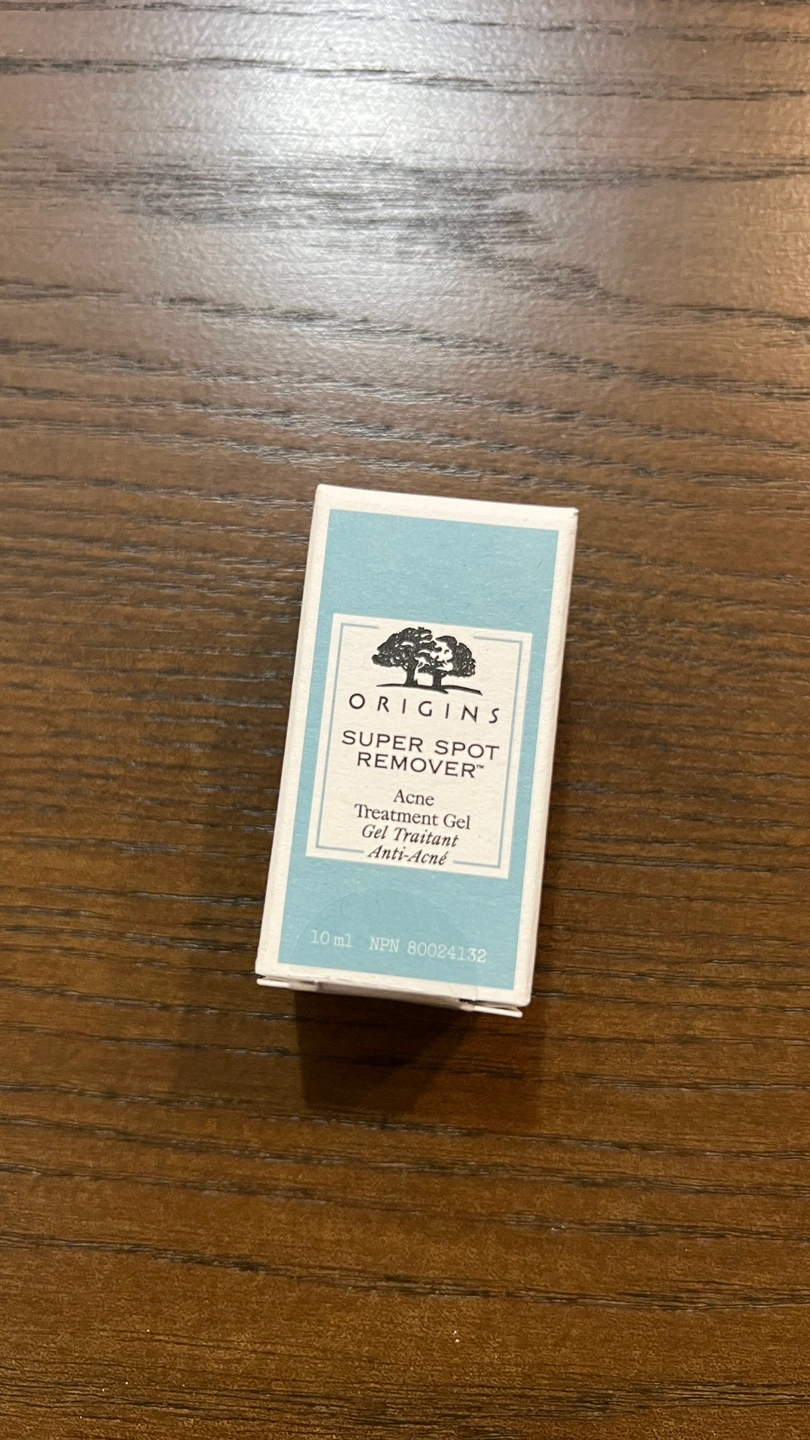 ORIGINS
SUPER SPOT
REMOVER™
Acne
Treatment Gel
Gel Traitant
Anti-Acné
10 ml NPN 80024132